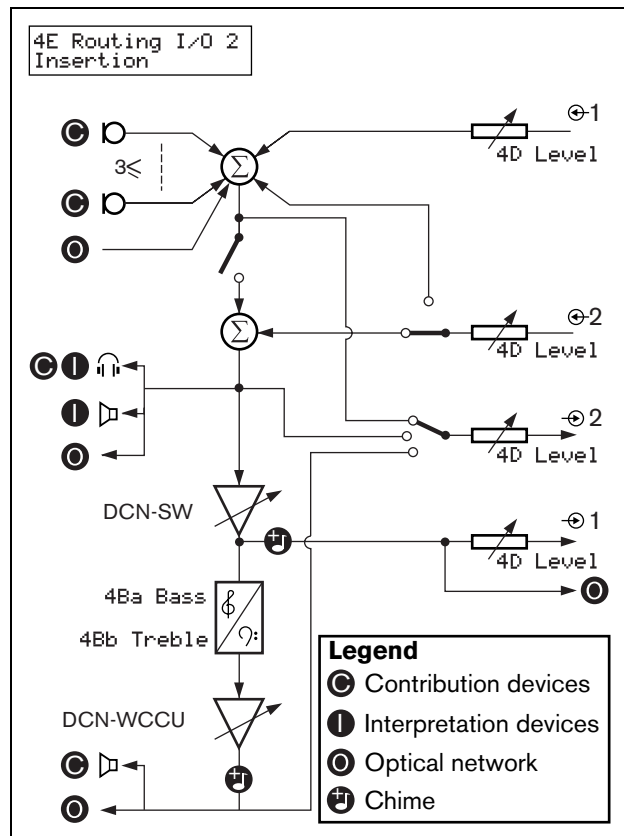 4E Routing I/O 2
Insertion
C
1
3≤
4D Level
C
O
Σ
2
Σ
4D Level
C I
I
2
O
4D Level
DCN-SW
1
4D Level
4Ba Bass
O
4Bb Treble
Legend
C Contribution devices
DCN-WCCU
I Interpretation devices
C
O Optical network
O
Chime